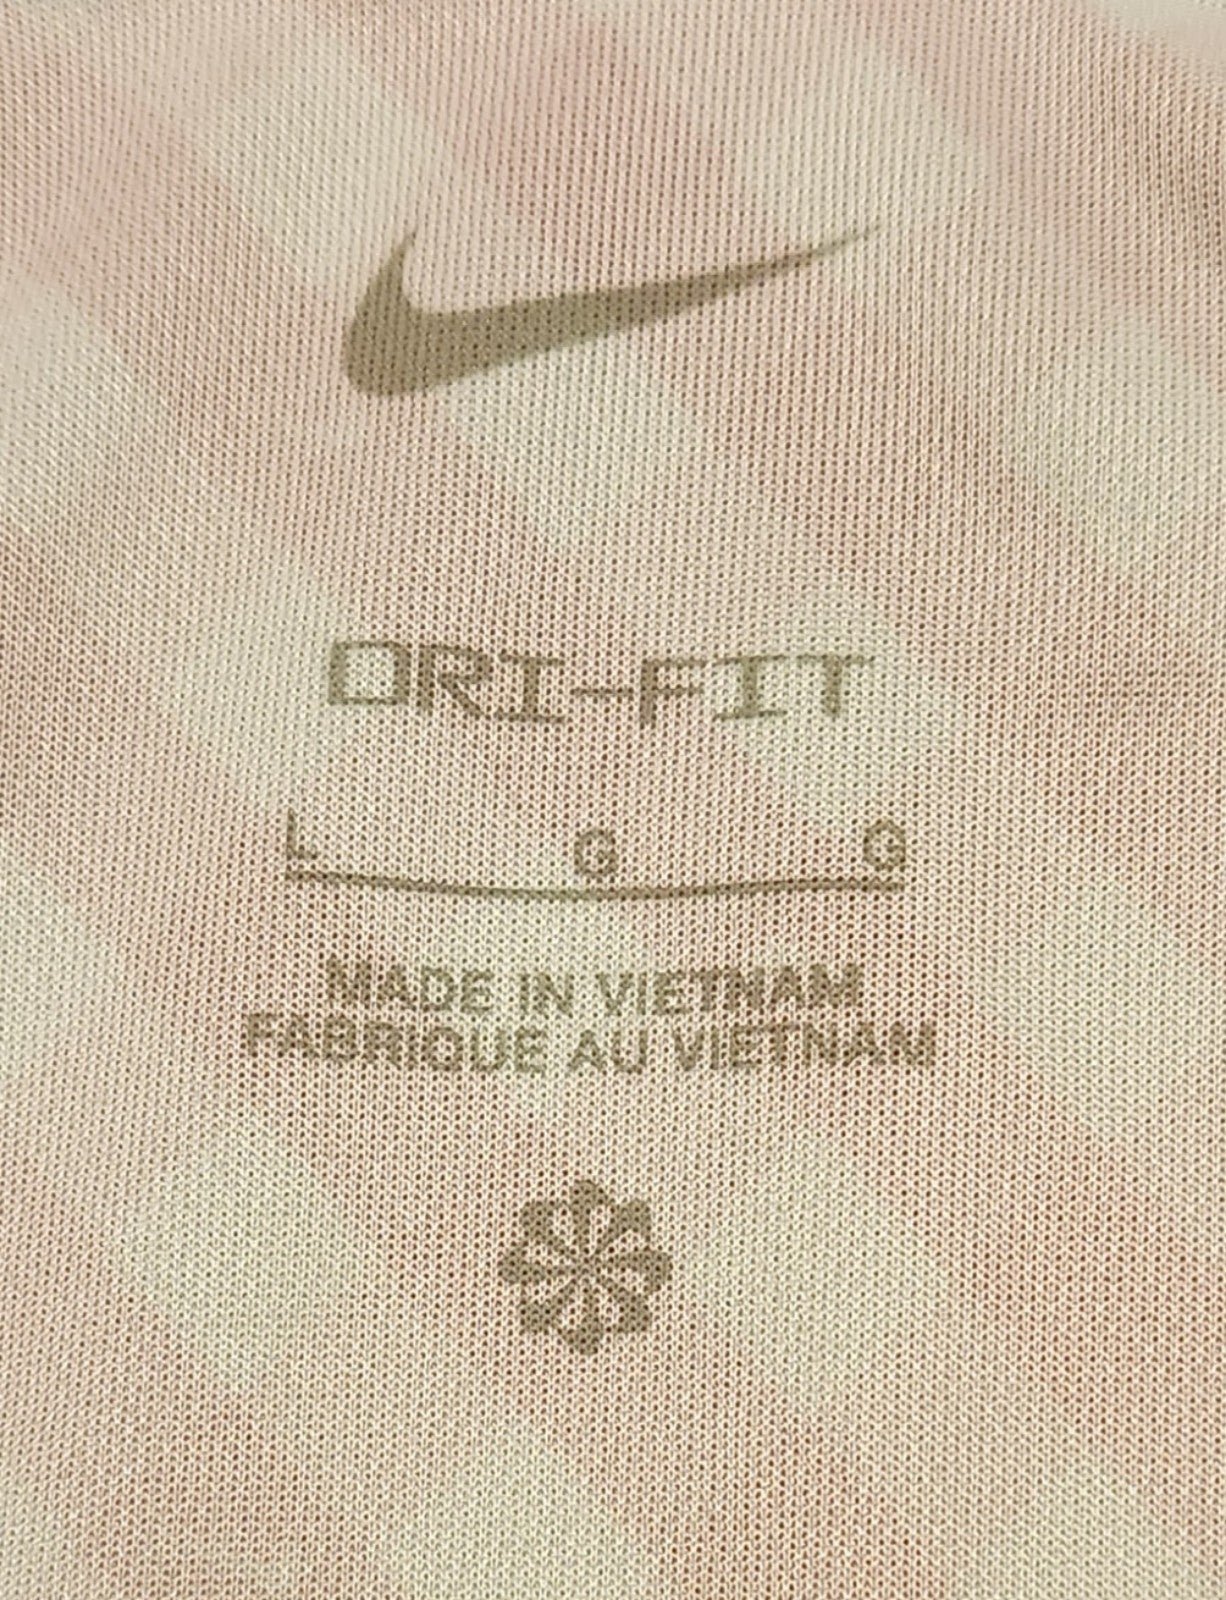 DRI-FIT
L G G
MADE IN VIETNAM
FABRIQUE AU VIETNAM